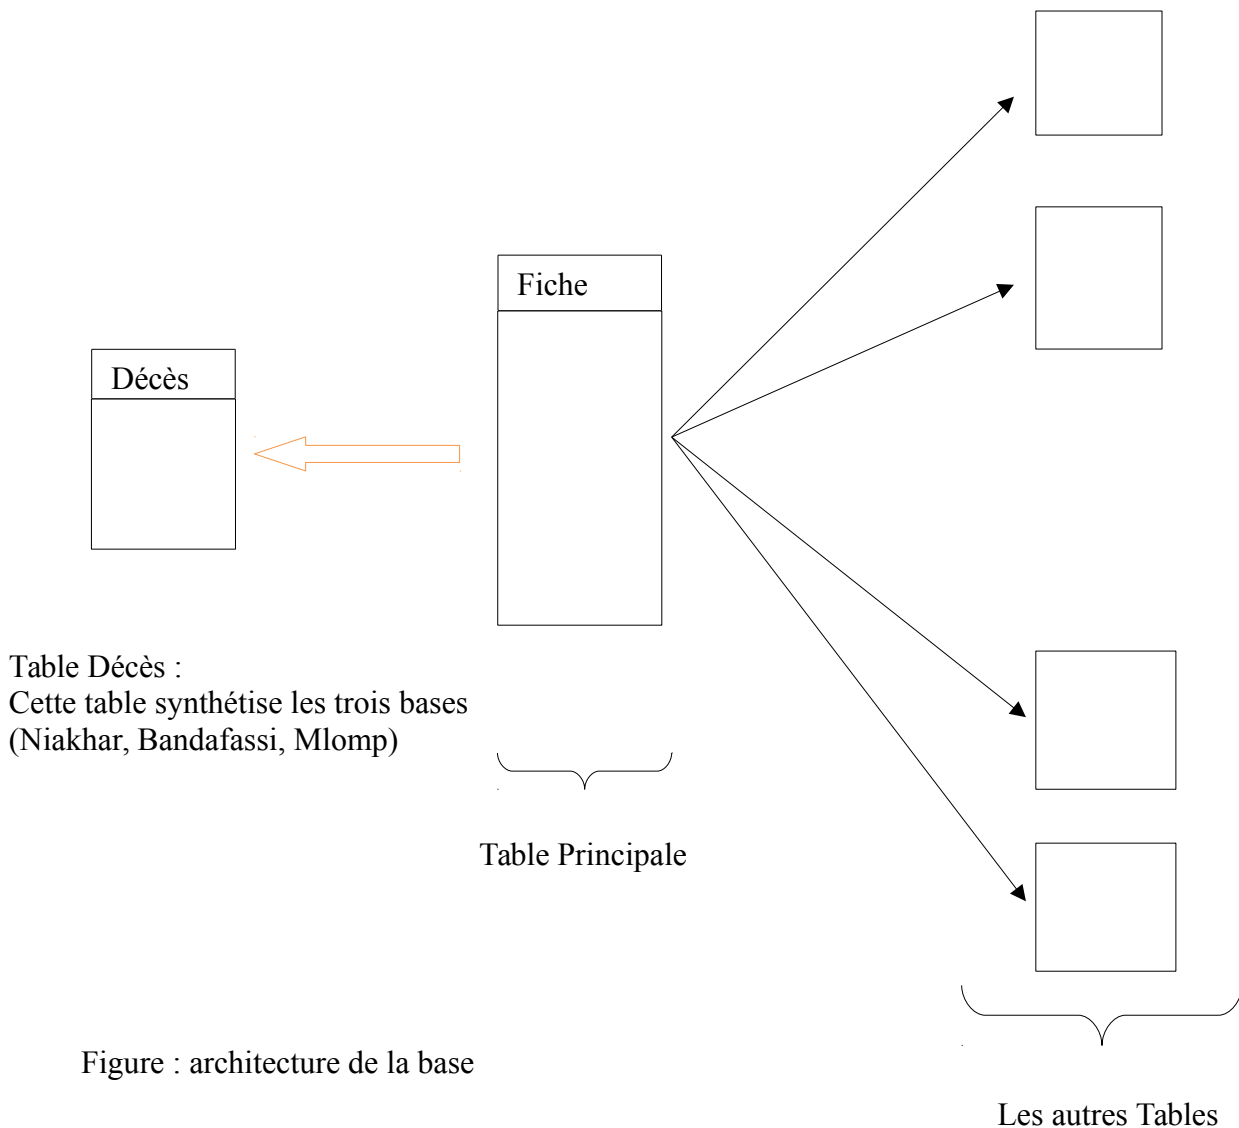 Fiche
Décès
Table Décès :
Cette table synthétise les trois bases
(Niakhar, Bandafassi, Mlomp)
Table Principale
Figure : architecture de la base
Les autres Tables